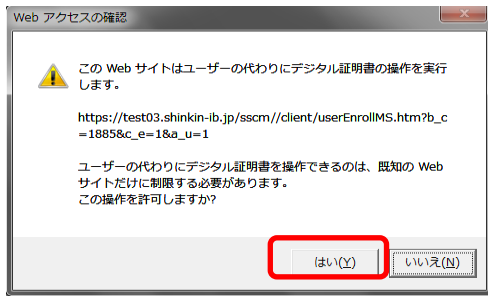 Web アクセスの確認
この Web サイトはユーザーの代わりにデジタル証明書の操作を実行
します。
https://test03.shinkin-ib.jp/sscm//client/userEnrollMS.htm?b_c
=1885&c_e=1&a_u=1
ユーザーの代わりにデジタル証明書を操作できるのは、既知の Web
サイトだけに制限する必要があります。
この操作を許可しますか?
はい(Y)
いいえ(N)